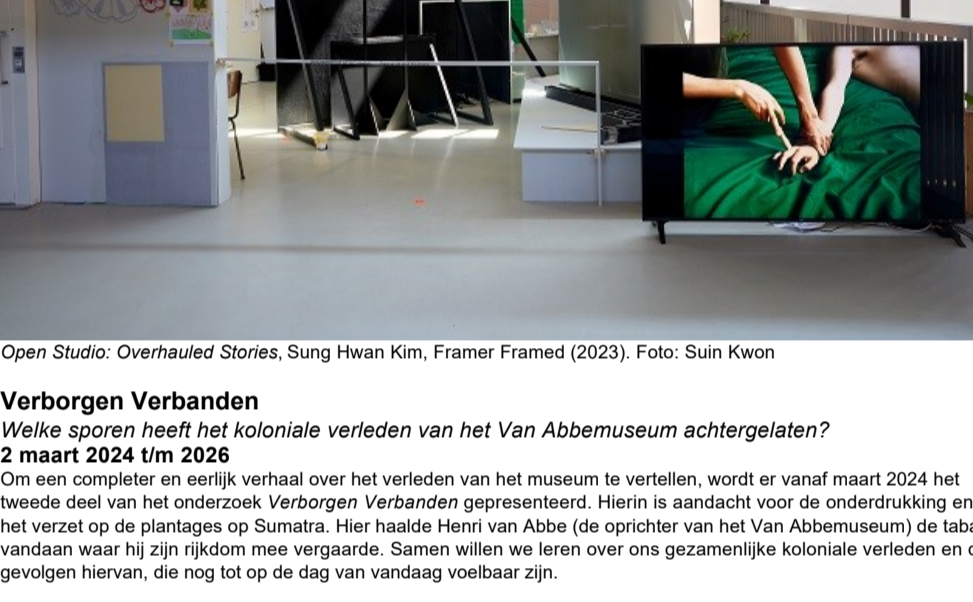 Open Studio: Overhauled Stories, Sung Hwan Kim, Framer Framed (2023). Foto: Suin Kwon
Verborgen Verbanden
Welke sporen heeft het koloniale verleden van het Van Abbemuseum achtergelaten?
2 maart 2024 t/m 2026
Om een completer en eerlijk verhaal over het verleden van het museum te vertellen, wordt er vanaf maart 2024 het
tweede deel van het onderzoek Verborgen Verbanden gepresenteerd. Hierin is aandacht voor de onderdrukking en
het verzet op de plantages op Sumatra. Hier haalde Henri van Abbe (de oprichter van het Van Abbemuseum) de
vandaan waar hij zijn rijkdom mee vergaarde. Samen willen we leren over ons gezamenlijke koloniale verleden en
gevolgen hiervan, die nog tot op de dag van vandaag voelbaar zijn.